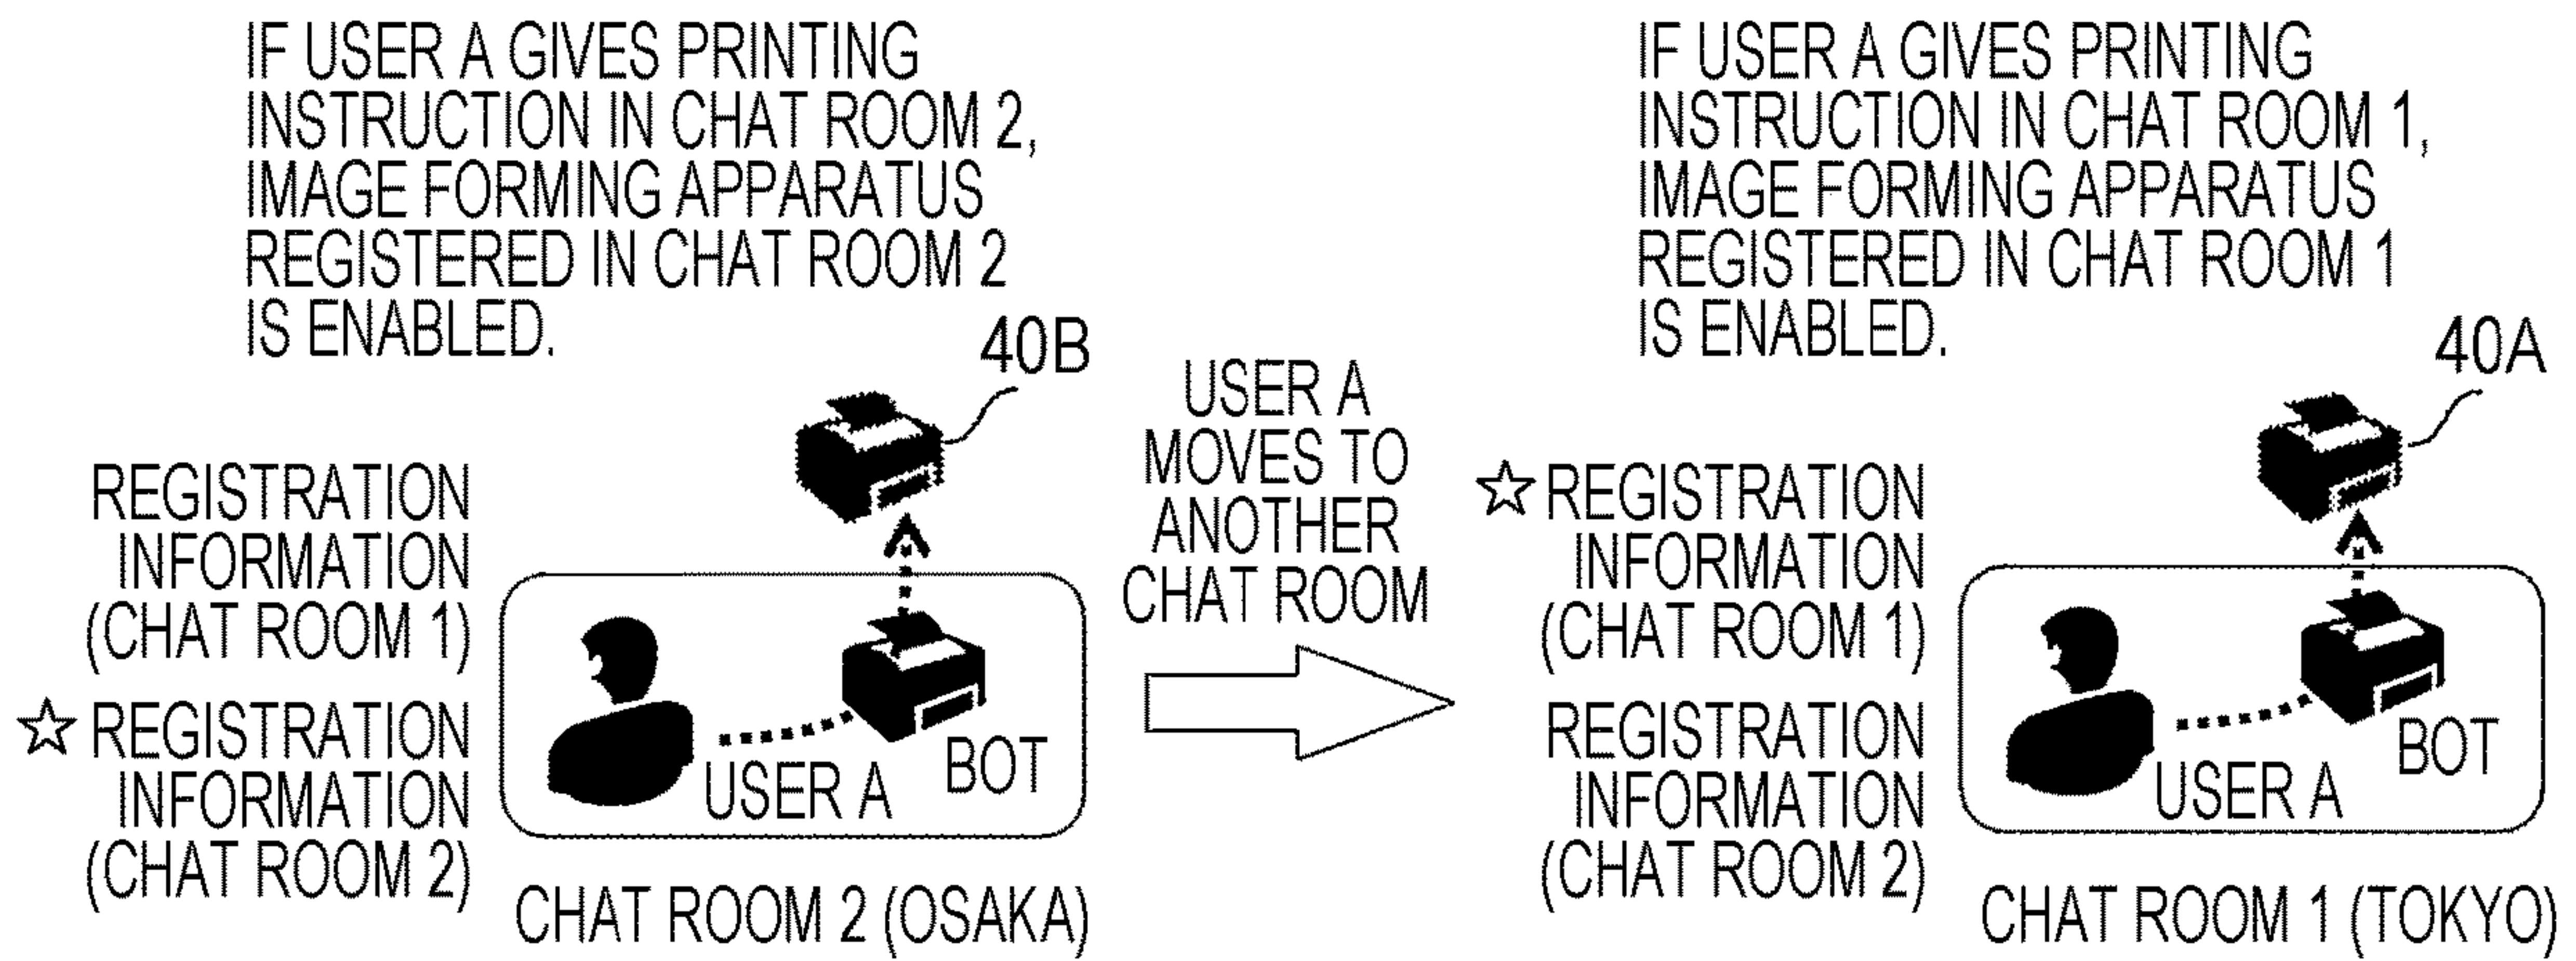 IF USER A GIVES PRINTING
INSTRUCTION IN CHAT ROOM 2,
IMAGE FORMING APPARATUS
REGISTERED IN CHAT ROOM 2
IS ENABLED.
40B
REGISTRATION
INFORMATION
(CHAT ROOM 1)
☆ REGISTRATION
INFORMATION
(CHAT ROOM 2)
USER A
BOT
CHAT ROOM 2 (OSAKA)
USER A
MOVES TO
ANOTHER
CHAT ROOM
IF USER A GIVES PRINTING
INSTRUCTION IN CHAT ROOM 1,
IMAGE FORMING APPARATUS
REGISTERED IN CHAT ROOM 1
IS ENABLED.
40A
☆ REGISTRATION
INFORMATION
(CHAT ROOM 1)
REGISTRATION
INFORMATION
(CHAT ROOM 2)
USER A
BOT
CHAT ROOM 1 (TOKYO)